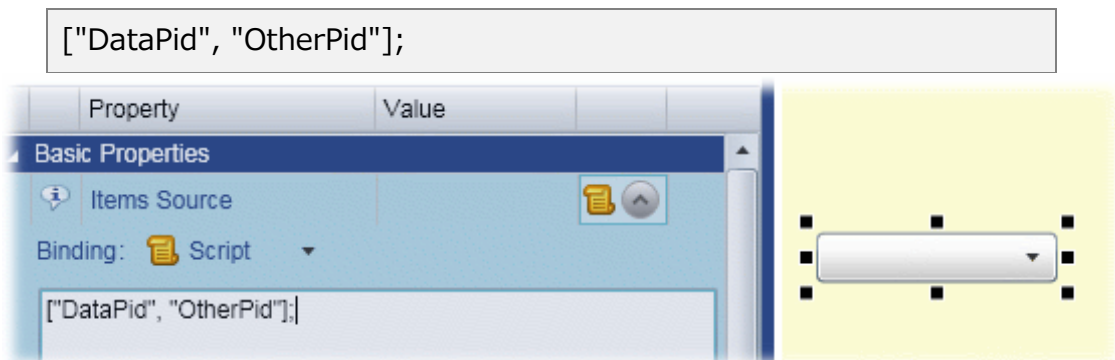 ["DataPid", "OtherPid"];
Property Value
Basic Properties
Items Source
Binding: Script
["DataPid", "OtherPid"];